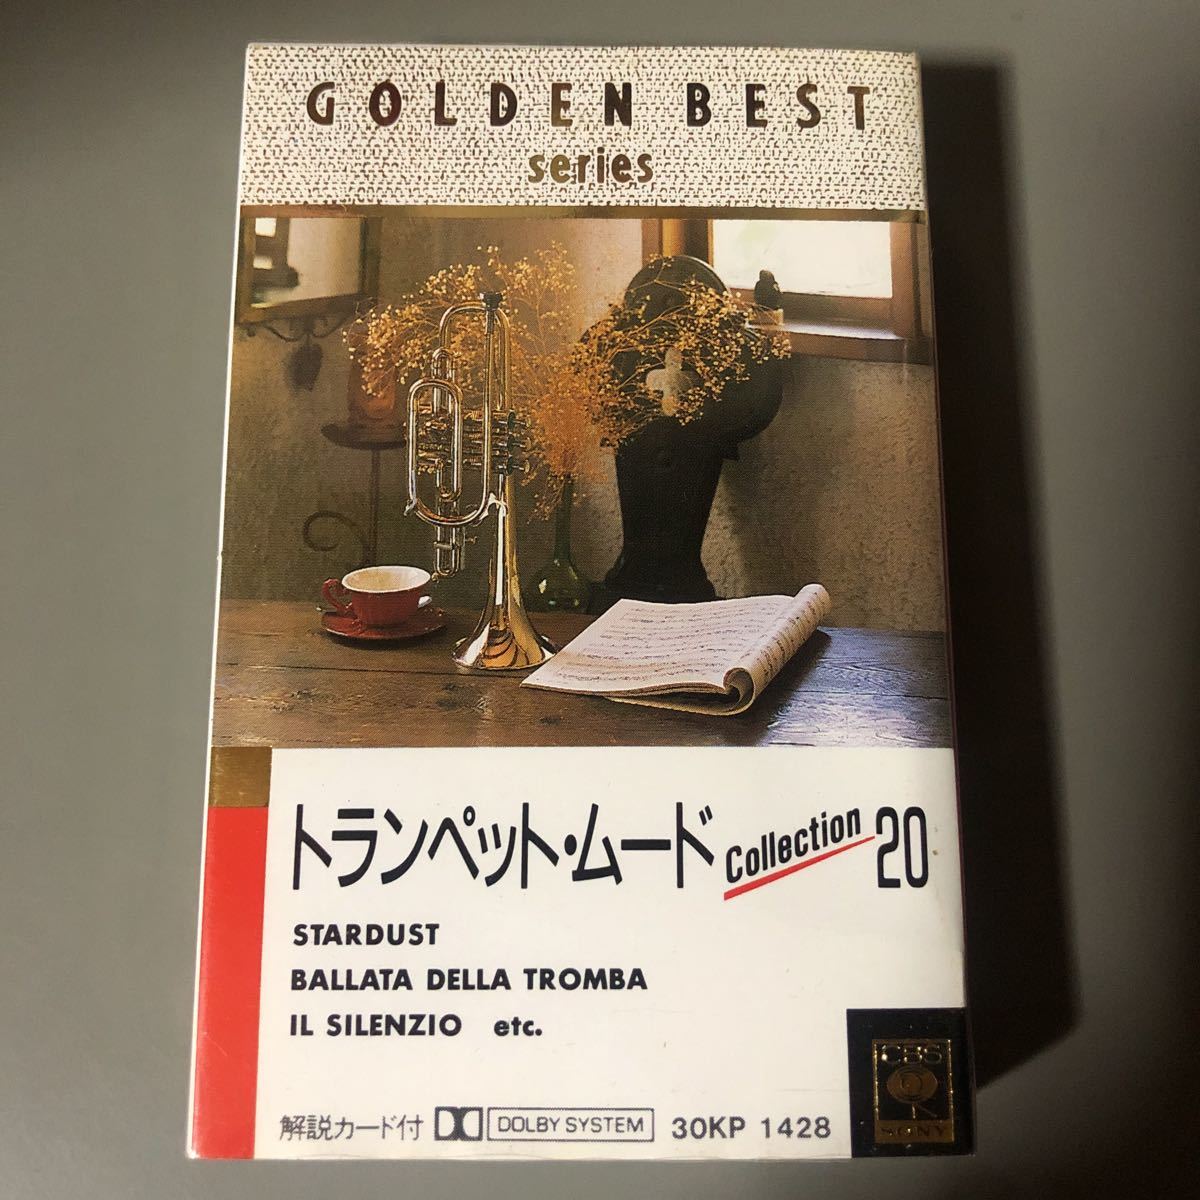 GOLDEN BEST
series
トランペット・ムード Collection 20
STARDUST
BALLATA DELLA TROMBA
IL SILENZIO etc.
解説カード付 DOLBY SYSTEM 30KP 1428
CBS
SONY